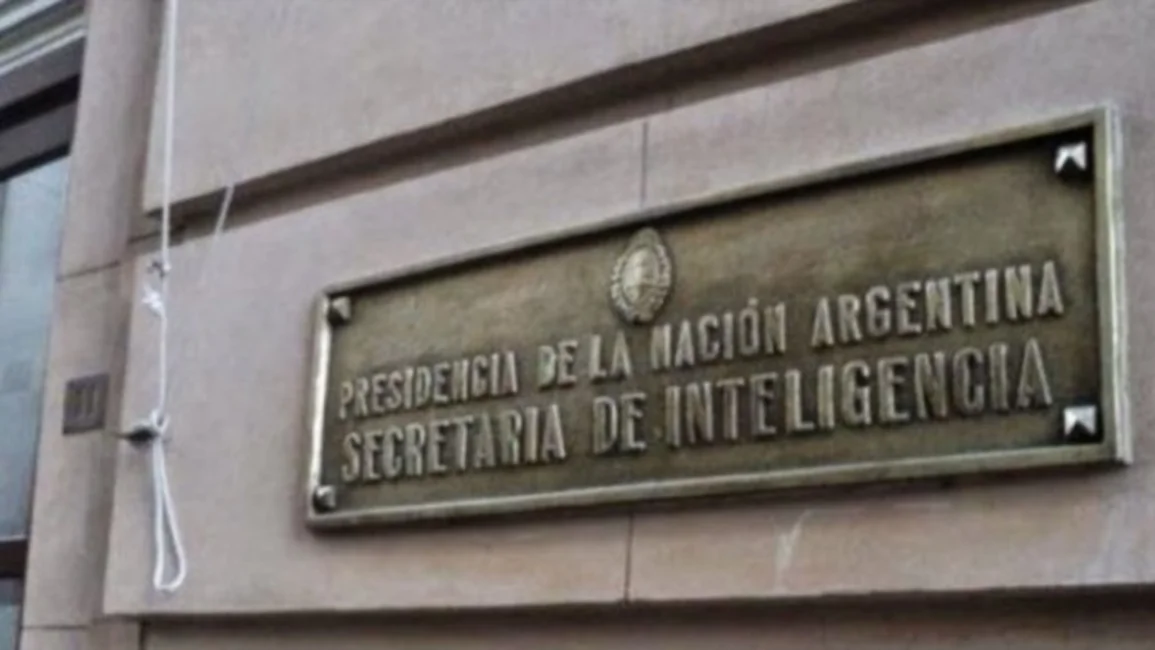 PRESIDENCIA DE LA NACIÓN ARGENTINA
SECRETARIA DE INTELIGENCIA